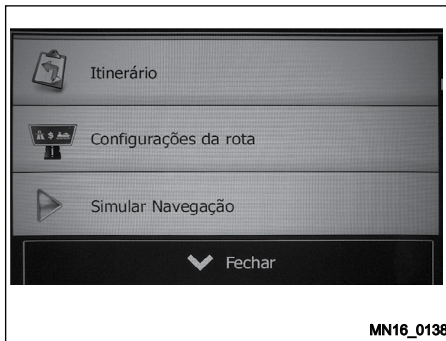 Itinerário
Configurações da rota
Simular Navegação
Fechar
MN16_0138